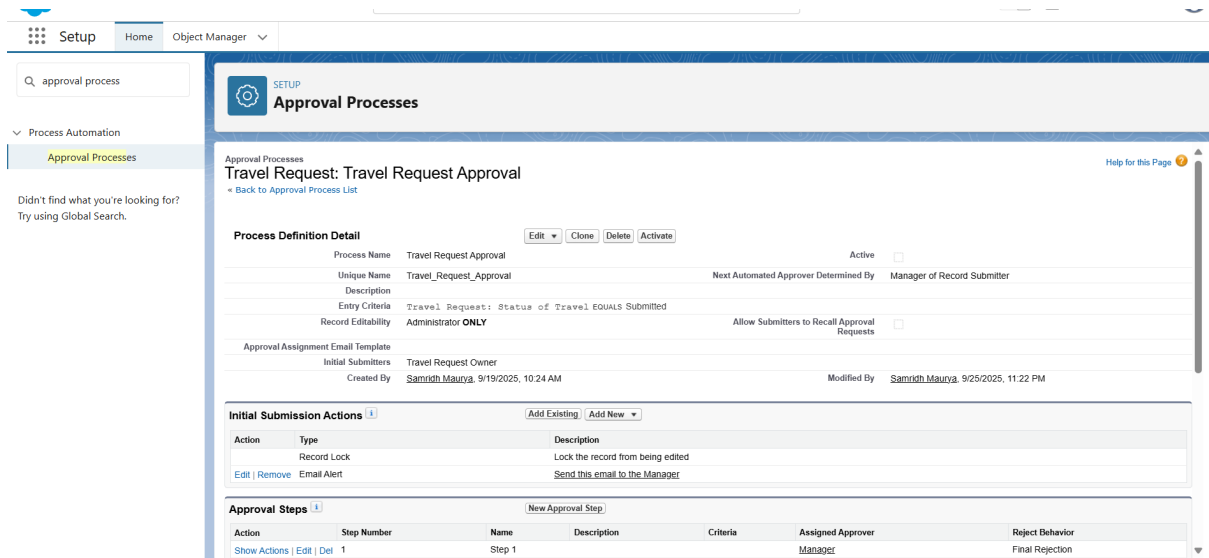 Setup Home Object Manager
approval process
SETUP
Approval Processes
Process Automation
Approval Processes
Didn't find what you're looking for?
Try using Global Search.
Approval Processes
Travel Request: Travel Request Approval
« Back to Approval Process List
Help for this Page
Process Definition Detail Edit Clone Delete Activate
Process Name Travel Request Approval Active
Unique Name Travel_Request_Approval Next Automated Approver Determined By Manager of Record Submitter
Description
Entry Criteria Travel Request: Status of Travel EQUALS Submitted
Record Editability Administrator ONLY Allow Submitters to Recall Approval Requests
Approval Assignment Email Template
Initial Submitters Travel Request Owner
Created By Samridh Maurya, 9/19/2025, 10:24 AM Modified By Samridh Maurya, 9/25/2025, 11:22 PM
Initial Submission Actions i Add Existing Add New
Action Type Description
Record Lock Lock the record from being edited
Edit | Remove Email Alert Send this email to the Manager
Approval Steps i New Approval Step
Action Step Number Name Description Criteria Assigned Approver Reject Behavior
Show Actions | Edit | Del 1 Step 1 Manager Final Rejection